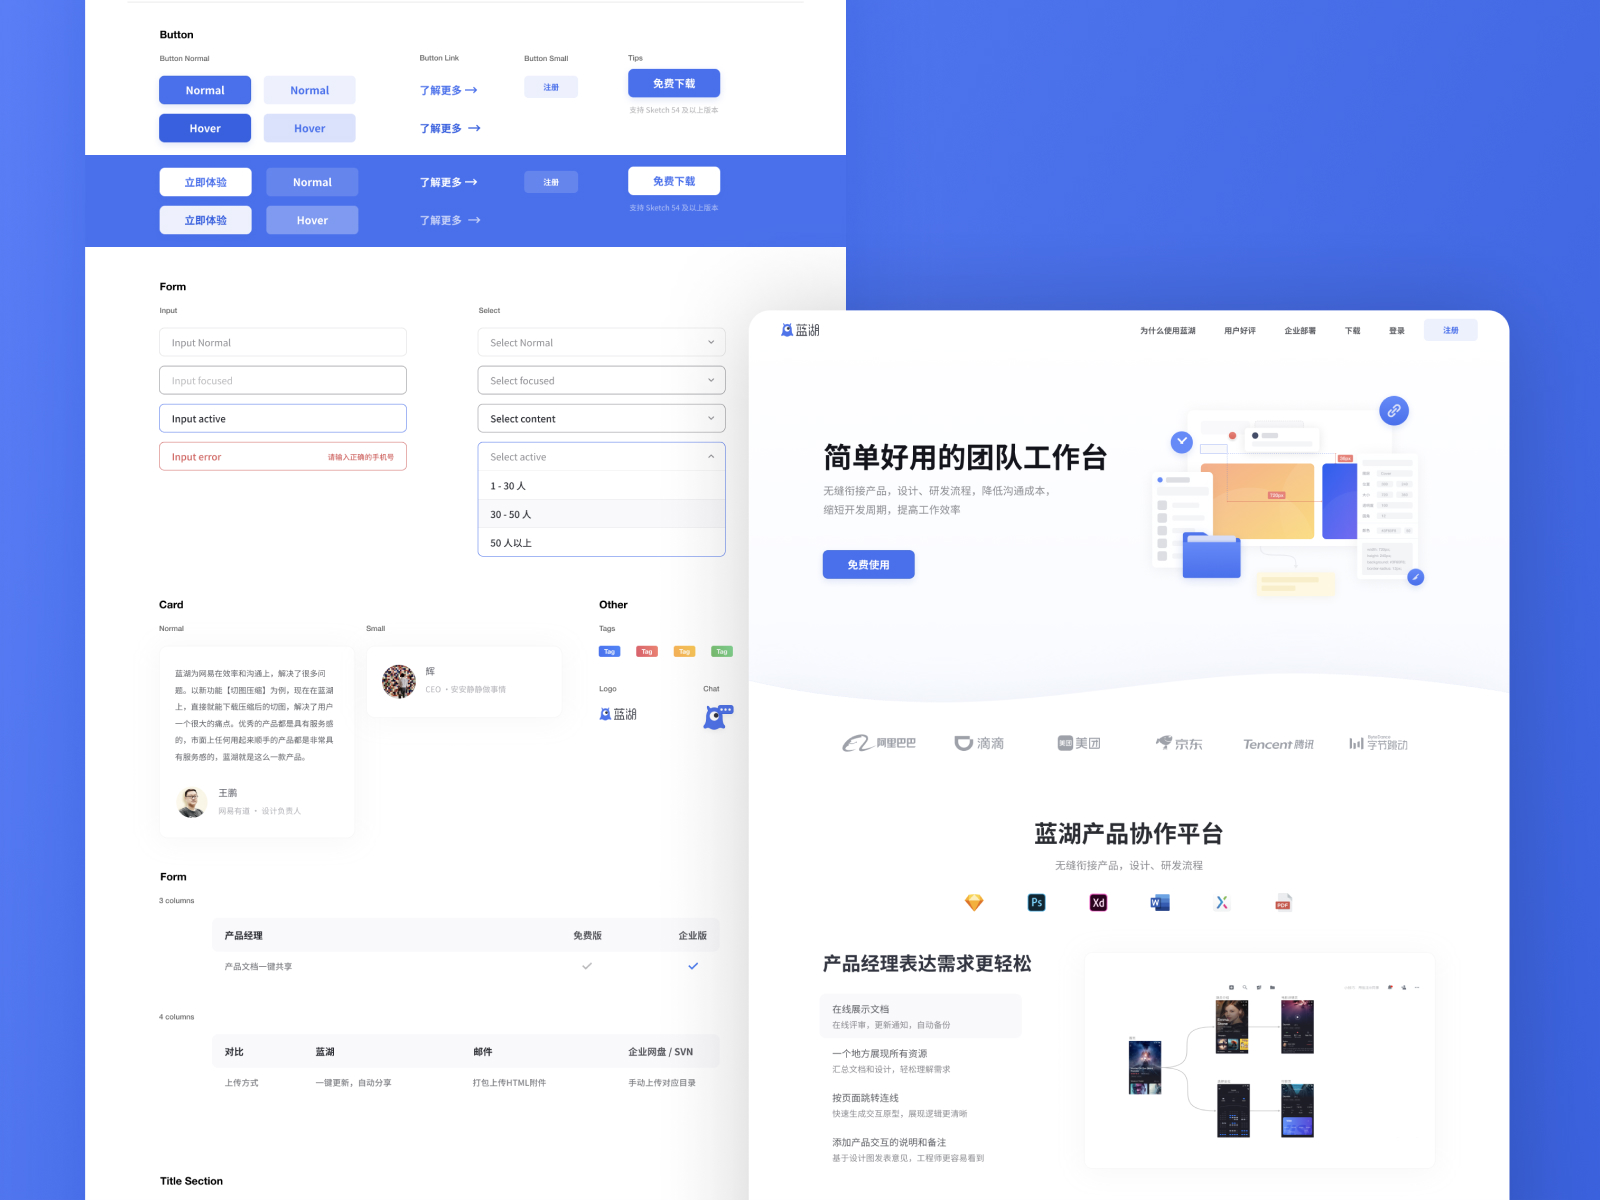 Button
Button Normal
Button Link
Button Small
Tips
Normal
Normal
了解更多
注册
免费下载
支持 Sketch 54 及以上版本
Hover
Hover
了解更多
立即体验
Normal
了解更多
注册
免费下载
支持 Sketch 54 及以上版本
立即体验
Hover
了解更多
Form
Input
Select
Input Normal
Select Normal
Input focused
Select focused
Input active
Select content
Input error
请输入正确的手机号
Select active
1 - 30 人
30 - 50 人
50 人以上
Card
Normal
Small
Other
Tags
Tag
Tag
Tag
Tag
蓝湖为网易在效率和沟通上，解决了很多问
题。以新功能【切图压缩】为例，现在在蓝湖
上，直接就能下载压缩后的切图，解决了用户
一个很大的痛点。优秀的产品都是具有服务感
的，市面上任何用起来顺手的产品都是非常具
有服务感的，蓝湖就是这么一款产品。
王鹏
网易有道 · 设计负责人
辉
CEO · 安安静静做事情
Logo
Chat
蓝湖
Form
3 columns
产品经理
免费版
企业版
产品文档一键共享
4 columns
对比
蓝湖
邮件
企业网盘 / SVN
上传方式
一键更新，自动分享
打包上传HTML附件
手动上传对应目录
Title Section
蓝湖
为什么使用蓝湖
用户好评
企业部署
下载
登录
注册
简单好用的团队工作台
无缝衔接产品，设计、研发流程，降低沟通成本，
缩短开发周期，提高工作效率
免费使用
阿里巴巴
滴滴
美团
美团
京东
Tencent 腾讯
ByteDance
字节跳动
蓝湖产品协作平台
无缝衔接产品，设计、研发流程
Ps
Xd
W
PDF
产品经理表达需求更轻松
在线展示文档
在线评审，更新通知，自动备份
一个地方展现所有资源
汇总文档和设计，轻松理解需求
按页面跳转连线
快速生成交互原型，展现逻辑更清晰
添加产品交互的说明和备注
基于设计图发表意见，工程师更容易看到